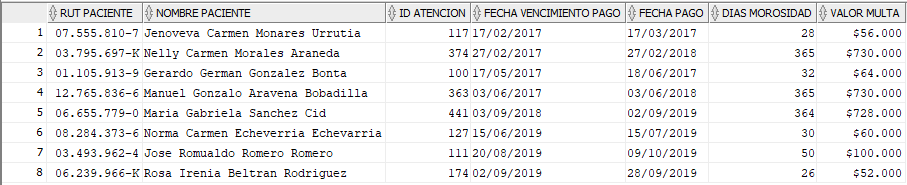 RUT PACIENTE NOMBRE PACIENTE ID ATENCION FECHA VENCIMIENTO PAGO FECHA PAGO DIAS MOROSIDAD VALOR MULTA
1 07.555.810-7 Jenoveva Carmen Monares Urrutia 117 17/02/2017 17/03/2017 28 $56.000
2 03.795.697-K Nelly Carmen Morales Araneda 374 27/02/2017 27/02/2018 365 $730.000
3 01.105.913-9 Gerardo German Gonzalez Bonta 100 17/05/2017 18/06/2017 32 $64.000
4 12.765.836-6 Manuel Gonzalo Aravena Bobadilla 363 03/06/2017 03/06/2018 365 $730.000
5 06.655.779-0 Maria Gabriela Sanchez Cid 441 03/09/2018 02/09/2019 364 $728.000
6 08.284.373-6 Norma Carmen Echeverria Echevarria 127 15/06/2019 15/07/2019 30 $60.000
7 03.493.962-4 Jose Romualdo Romero Romero 111 20/08/2019 09/10/2019 50 $100.000
8 06.239.966-K Rosa Irenia Beltran Rodriguez 174 02/09/2019 28/09/2019 26 $52.000